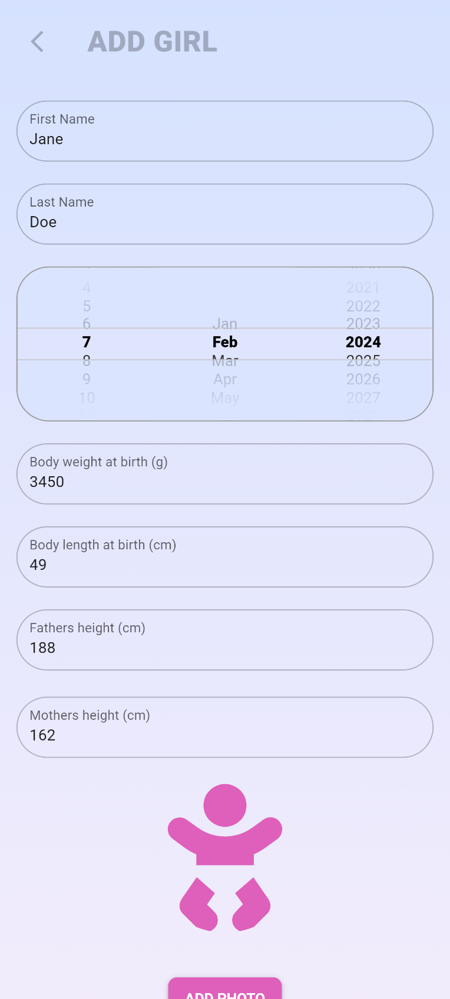 ADD GIRL
First Name
Jane
Last Name
Doe
4 2021
5 2022
6 Jan 2023
7 Feb 2024
8 Mar 2025
9 Apr 2026
10 May 2027
Body weight at birth (g)
3450
Body length at birth (cm)
49
Fathers height (cm)
188
Mothers height (cm)
162
ADD PHOTO